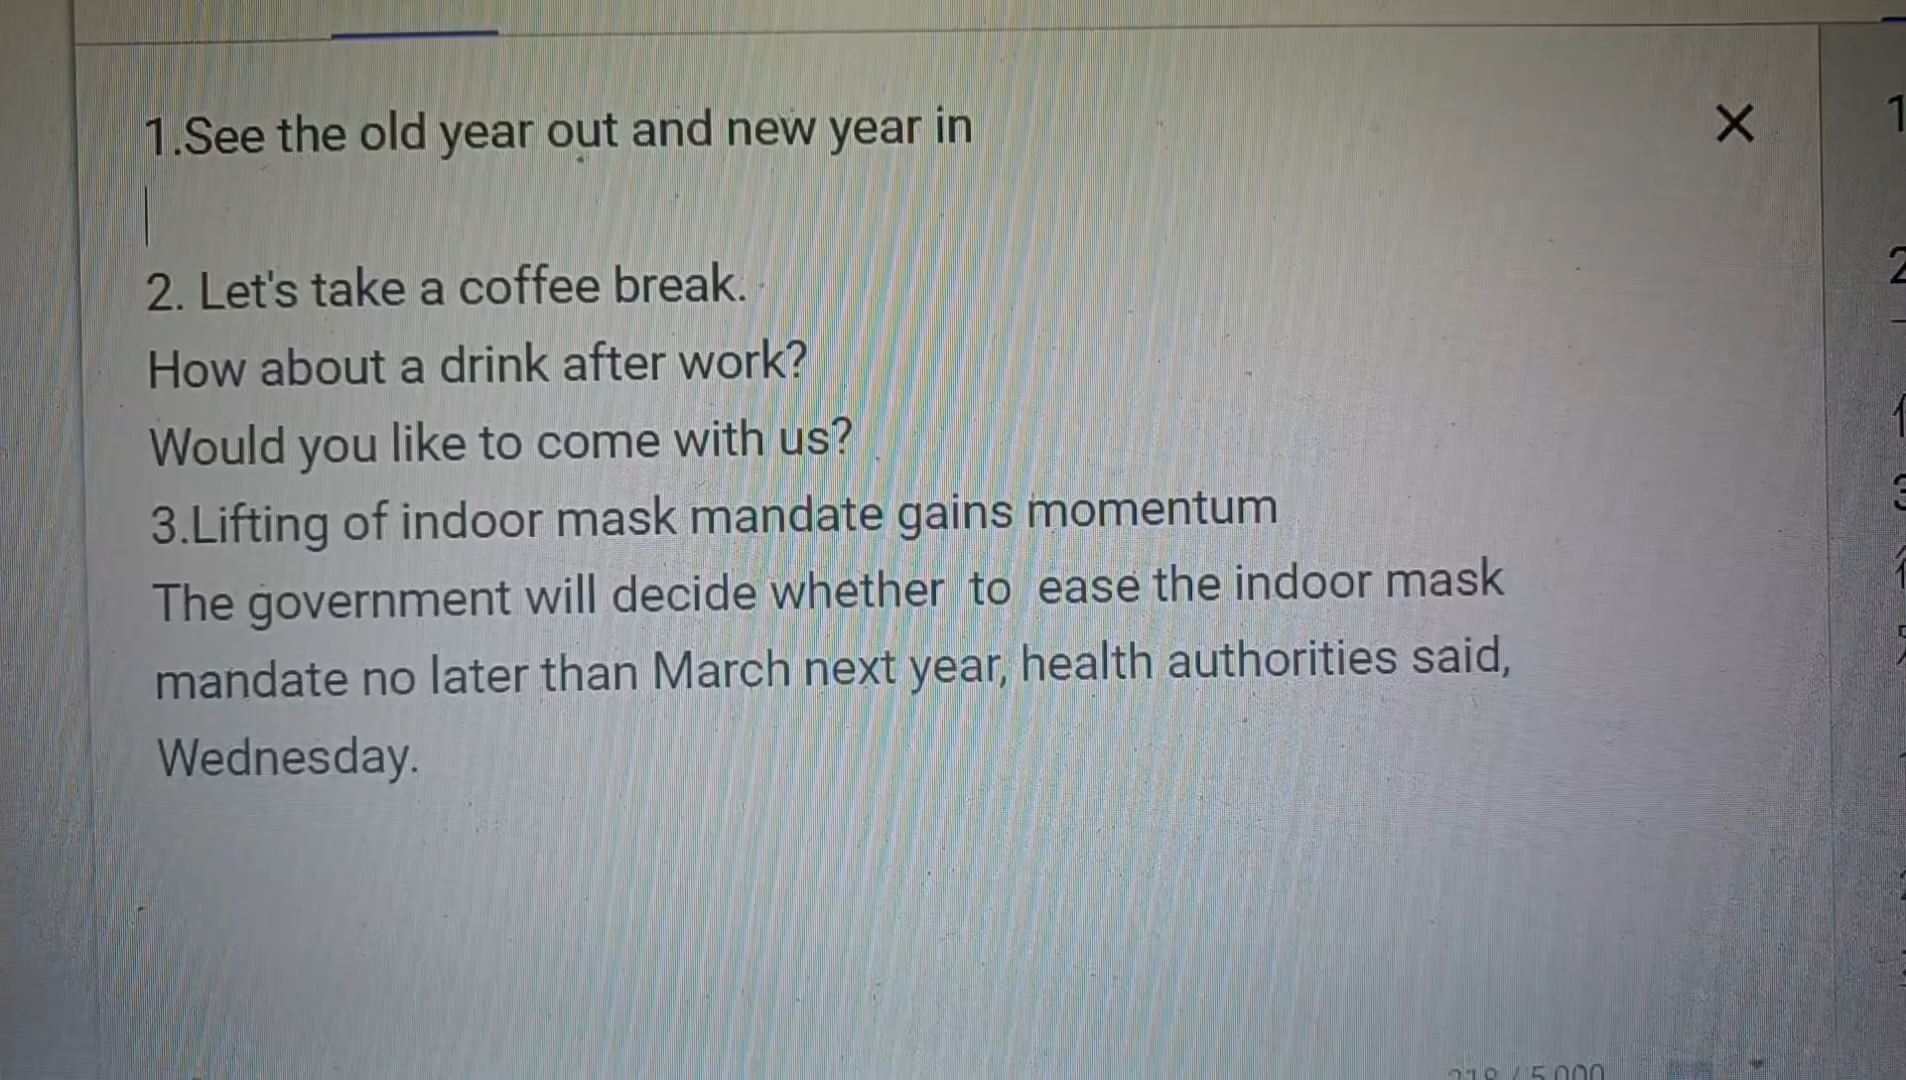 1.See the old year out and new year in
2. Let's take a coffee break.
How about a drink after work?
Would you like to come with us?
3.Lifting of indoor mask mandate gains momentum
The government will decide whether  to  ease the indoor mask
mandate no later than March next year, health authorities said,
Wednesday.